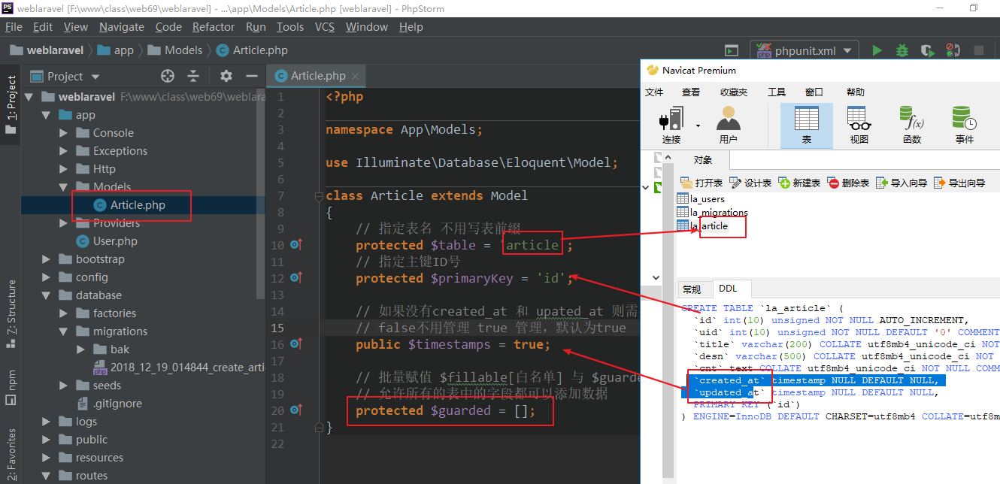 weblaravel [F:\www\class\web69\weblaravel] - ...\app\Models\Article.php [weblaravel] - PhpStorm
File Edit View Navigate Code Refactor Run Tools VCS Window Help
weblaravel app Models Article.php
phpunit.xml
Project
Article.php
1: Project
7: Structure
npm
2: Favorites
weblaravel F:\www\class\web69\weblara
app
Console
Exceptions
Http
Models
Article.php
Providers
User.php
bootstrap
config
database
factories
migrations
bak
2018_12_19_014844_create_arti
seeds
.gitignore
logs
public
resources
routes
1 <?php
2
3 namespace App\Models;
4
5 use Illuminate\Database\Eloquent\Model;
6
7 class Article extends Model
8 {
9 // 指定表名 不用写表前缀
10 protected $table = 'article';
11 // 指定主键ID号
12 protected $primaryKey = 'id';
13
14 // 如果没有created_at 和 upated_at 则需
15 // false不用管理 true 管理，默认为true
16 public $timestamps = true;
17
18 // 批量赋值 $fillable[白名单] 与 $guarde
19 // 允许所有的表中的字段都可以添加数据
20 protected $guarded = [];
21 }
22
Navicat Premium
文件 查看 收藏夹 工具 窗口 帮助
连接 用户 表 视图 函数 事件
对象
打开表 设计表 新建表 删除表 导入向导 导出向导
la_users
la_migrations
la_article
常规 DDL
CREATE TABLE `la_article` (
`id` int(10) unsigned NOT NULL AUTO_INCREMENT,
`uid` int(10) unsigned NOT NULL DEFAULT '0' COMMENT
`title` varchar(200) COLLATE utf8mb4_unicode_ci NOT
`desn` varchar(500) COLLATE utf8mb4_unicode_ci NOT
`cnt` text COLLATE utf8mb4_unicode_ci NOT NULL COMM
`created_at` timestamp NULL DEFAULT NULL,
`updated_at` timestamp NULL DEFAULT NULL,
PRIMARY KEY (`id`)
) ENGINE=InnoDB DEFAULT CHARSET=utf8mb4 COLLATE=utf8m